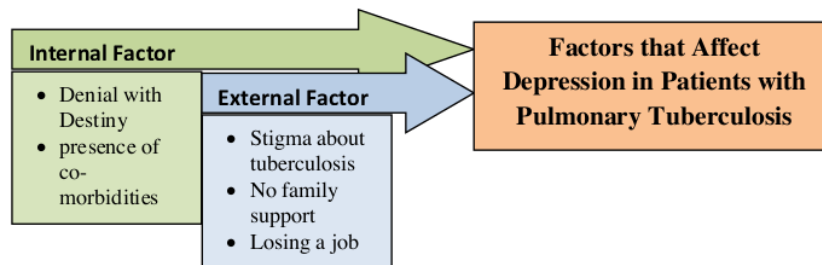 Internal Factor
• Denial with
Destiny
• presence of
co-
morbidities
External Factor
• Stigma about
tuberculosis
• No family
support
• Losing a job
Factors that Affect
Depression in Patients with
Pulmonary Tuberculosis